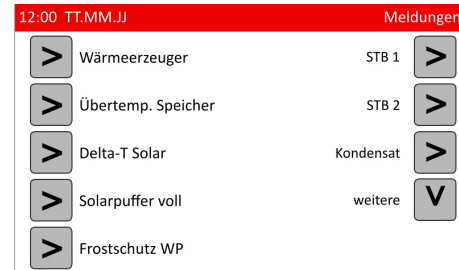 12:00 TT.MM.JJ Meldungen
> Wärmeerzeuger STB 1 >
> Übertemp. Speicher STB 2 >
> Delta-T Solar Kondensat >
> Solarpuffer voll weitere V
> Frostschutz WP